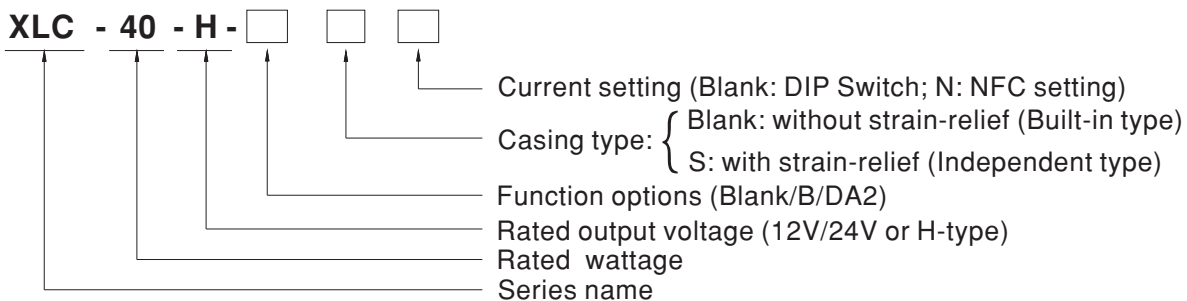 XLC - 40 - H -
Current setting (Blank: DIP Switch; N: NFC setting)
Casing type: { Blank: without strain-relief (Built-in type)
S: with strain-relief (Independent type)
Function options (Blank/B/DA2)
Rated output voltage (12V/24V or H-type)
Rated wattage
Series name